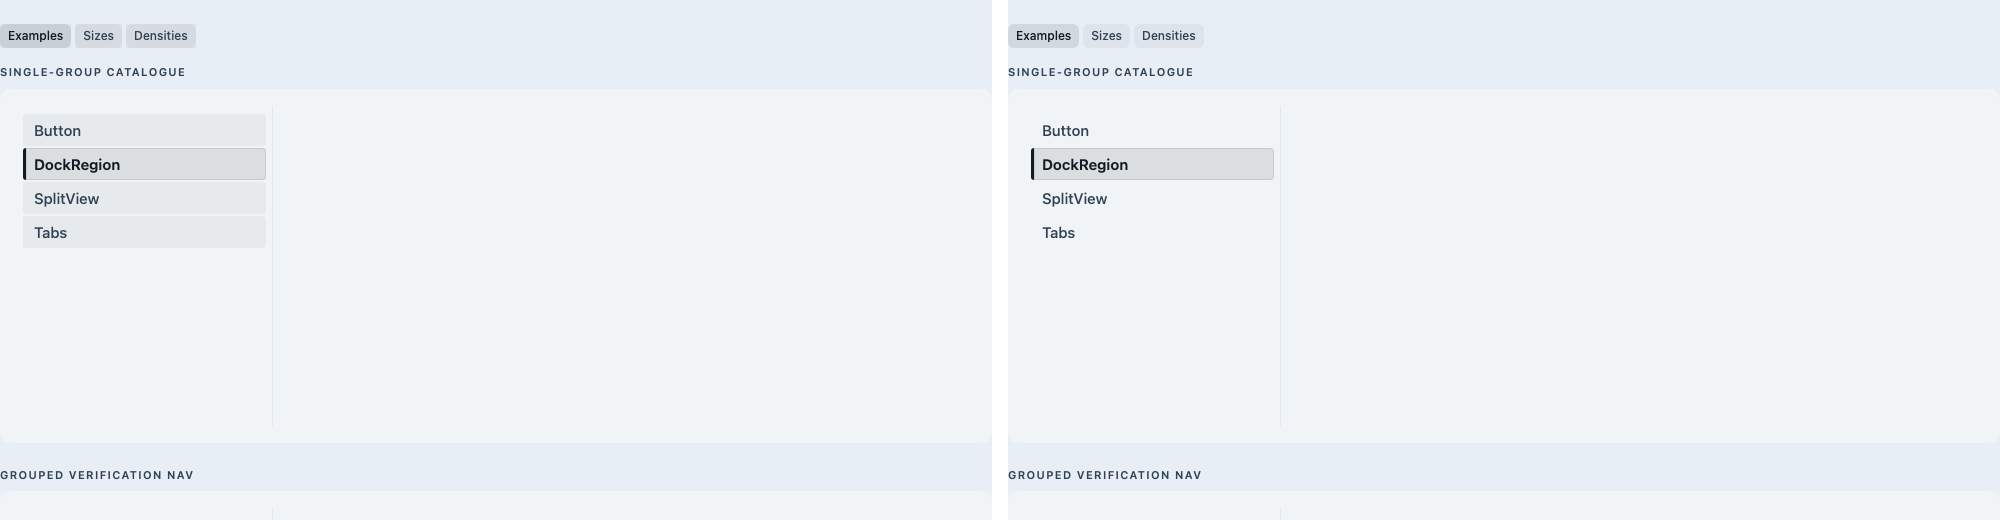 Examples Sizes Densities
SINGLE-GROUP CATALOGUE
Button
DockRegion
SplitView
Tabs
GROUPED VERIFICATION NAV
Examples Sizes Densities
SINGLE-GROUP CATALOGUE
Button
DockRegion
SplitView
Tabs
GROUPED VERIFICATION NAV